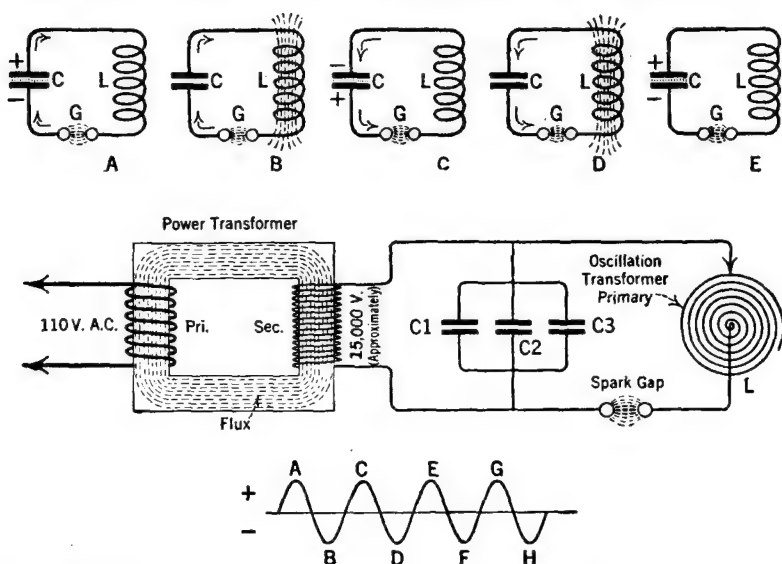 + C L G − A
C L G B
− C L G + C
C L G D
+ C L G − E
Power Transformer
110 V. A.C. Pri. Sec. 15,000 V.
(Approximately)
Flux
C1 C2 C3
Oscillation
Transformer
Primary
Spark Gap
L
A C E G
+
−
B D F H